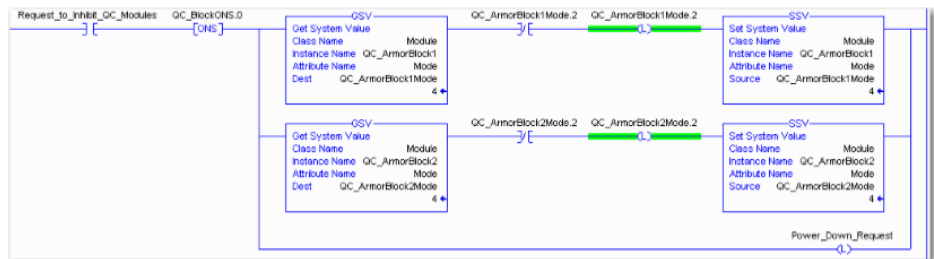 Request_to_Inhibit_QC_Modules QC_BlockONS.0 GSV QC_ArmorBlock1Mode.2 QC_ArmorBlock1Mode.2 SSV
ONS Get System Value L Set System Value
Class Name Module Class Name Module
Instance Name QC_ArmorBlock1 Instance Name QC_ArmorBlock1
Attribute Name Mode Attribute Name Mode
Dest QC_ArmorBlock1Mode Source QC_ArmorBlock1Mode
4 4
GSV QC_ArmorBlock2Mode.2 QC_ArmorBlock2Mode.2 SSV
Get System Value L Set System Value
Class Name Module Class Name Module
Instance Name QC_ArmorBlock2 Instance Name QC_ArmorBlock2
Attribute Name Mode Attribute Name Mode
Dest QC_ArmorBlock2Mode Source QC_ArmorBlock2Mode
4 4
Power_Down_Request
L